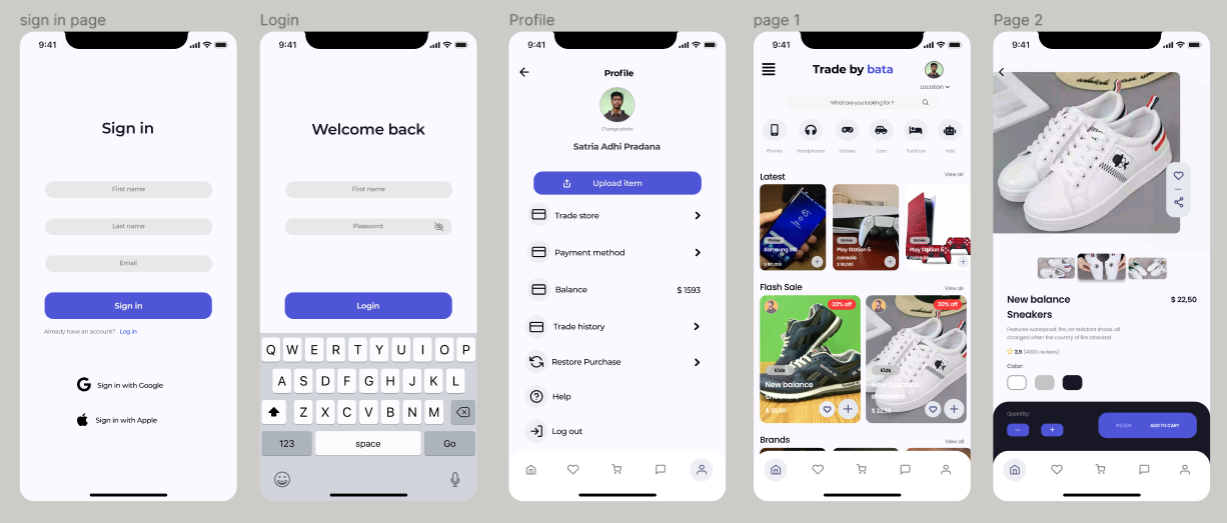 sign in page
9:41
Sign in
First name
Last name
Email
Sign in
Already have an account? Log in
Sign in with Google
Sign in with Apple
Login
9:41
Welcome back
First name
Password
Login
Q W E R T Y U I O P
A S D F G H J K L
Z X C V B N M
123 space Go
Profile
9:41
Profile
Change photo
Satria Adhi Pradana
Upload item
Trade store
Payment method
Balance $ 1593
Trade history
Restore Purchase
Help
Log out
page 1
9:41
Trade by bata
Location
What are you looking for ?
Phones Headphones Games Cars Furniture Kids
Latest View all
Phones
Games
Games
Play Station 5
console
Play Station 5
console
Flash Sale View all
30% off
30% off
Kids
Kids
New balance
Sneakers
New balance
Sneakers
$ 22,50
Brands View all
Page 2
9:41
New balance
Sneakers
$ 22,50
Features waterproof, fire, air resistant shoes. all
changed when the country of fire attacked
3.9 (4000 reviews)
Color:
Quantity:
ADD TO CART